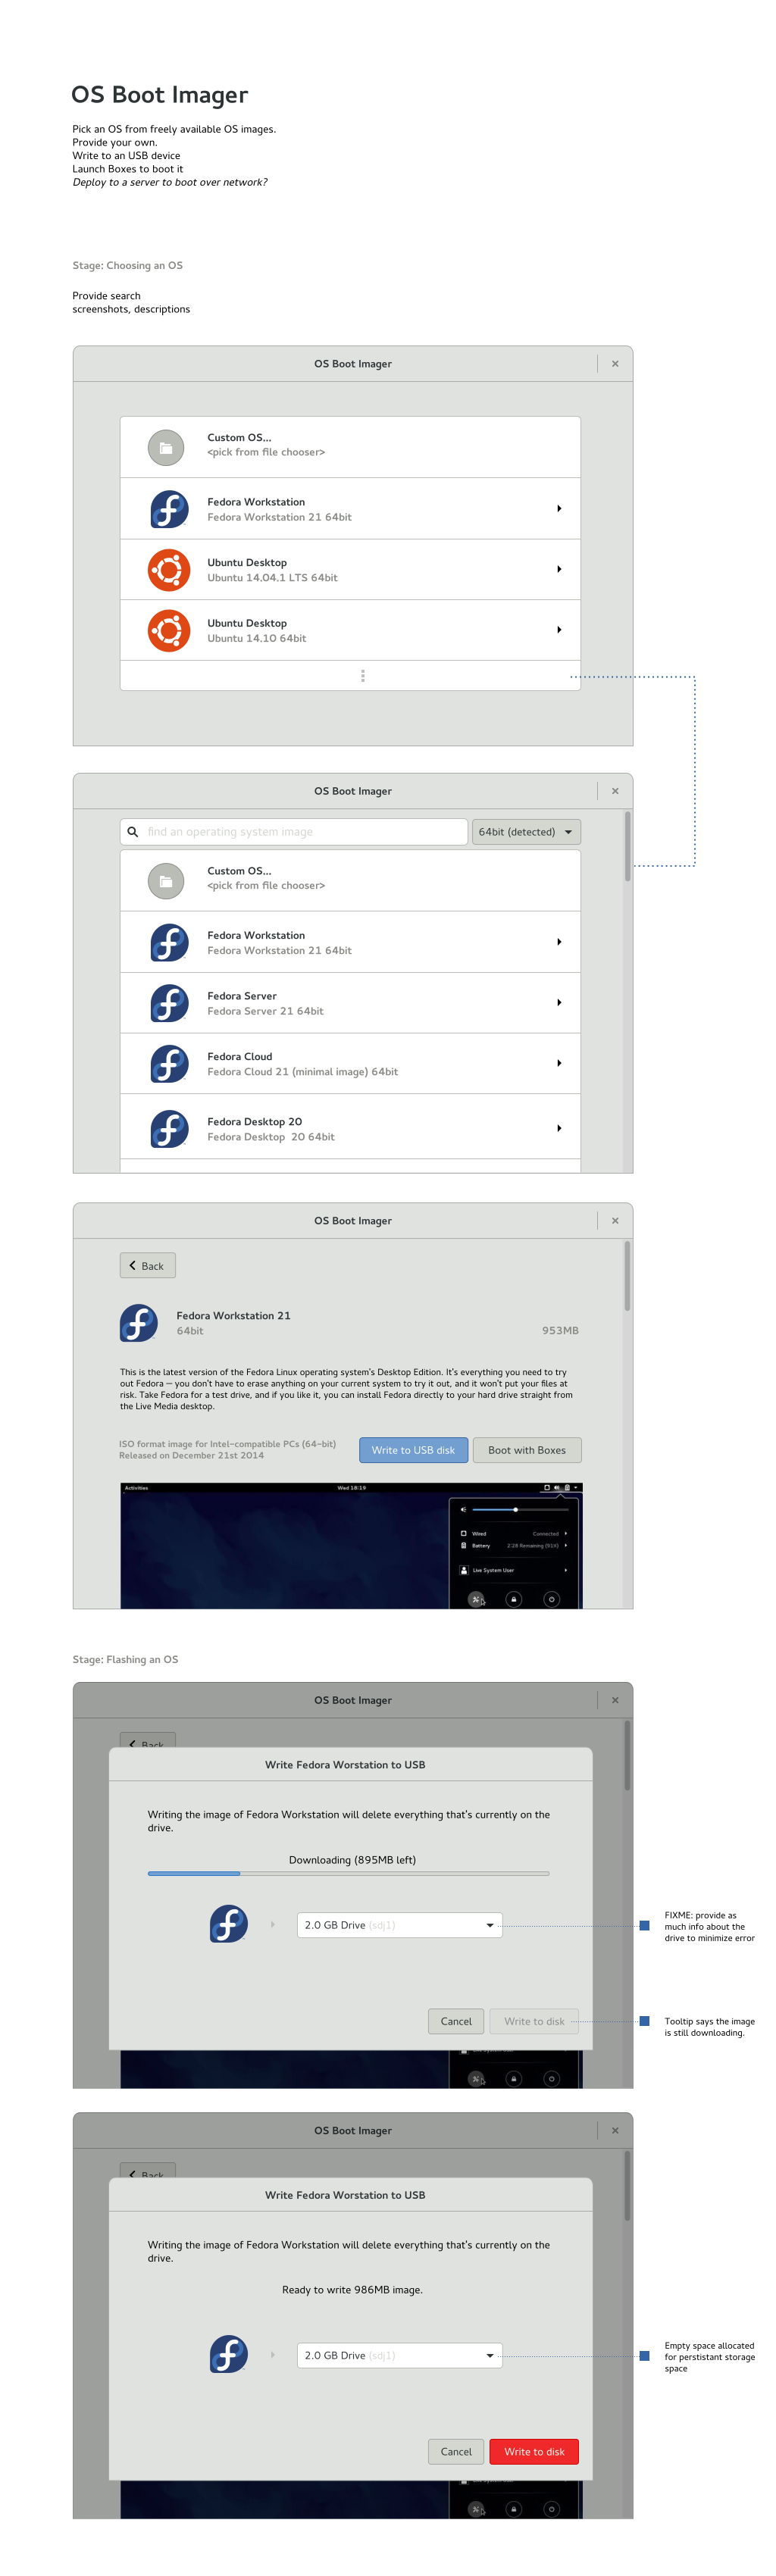 OS Boot Imager
Pick an OS from freely available OS images.
Provide your own.
Write to an USB device
Launch Boxes to boot it
Deploy to a server to boot over network?
Stage: Choosing an OS
Provide search
screenshots, descriptions
OS Boot Imager
Custom OS...
<pick from file chooser>
Fedora Workstation
Fedora Workstation 21 64bit
Ubuntu Desktop
Ubuntu 14.04.1 LTS 64bit
Ubuntu Desktop
Ubuntu 14.10 64bit
OS Boot Imager
find an operating system image
64bit (detected)
Custom OS...
<pick from file chooser>
Fedora Workstation
Fedora Workstation 21 64bit
Fedora Server
Fedora Server 21 64bit
Fedora Cloud
Fedora Cloud 21 (minimal image) 64bit
Fedora Desktop 20
Fedora Desktop  20 64bit
OS Boot Imager
Back
Fedora Workstation 21
64bit
953MB
This is the latest version of the Fedora Linux operating system's Desktop Edition. It's everything you need to try
out Fedora — you don't have to erase anything on your current system to try it out, and it won't put your files at
risk. Take Fedora for a test drive, and if you like it, you can install Fedora directly to your hard drive straight from
the Live Media desktop.
ISO format image for Intel-compatible PCs (64-bit)
Released on December 21st 2014
Write to USB disk
Boot with Boxes
Activities
Wed 18:19
Wired
Connected
Battery
2:28 Remaining (91%)
Live System User
Stage: Flashing an OS
OS Boot Imager
Back
Write Fedora Worstation to USB
Writing the image of Fedora Workstation will delete everything that's currently on the
drive.
Downloading (895MB left)
2.0 GB Drive (sdj1)
FIXME: provide as
much info about the
drive to minimize error
Cancel
Write to disk
Tooltip says the image
is still downloading.
OS Boot Imager
Back
Write Fedora Worstation to USB
Writing the image of Fedora Workstation will delete everything that's currently on the
drive.
Ready to write 986MB image.
2.0 GB Drive (sdj1)
Empty space allocated
for perstistant storage
space
Cancel
Write to disk